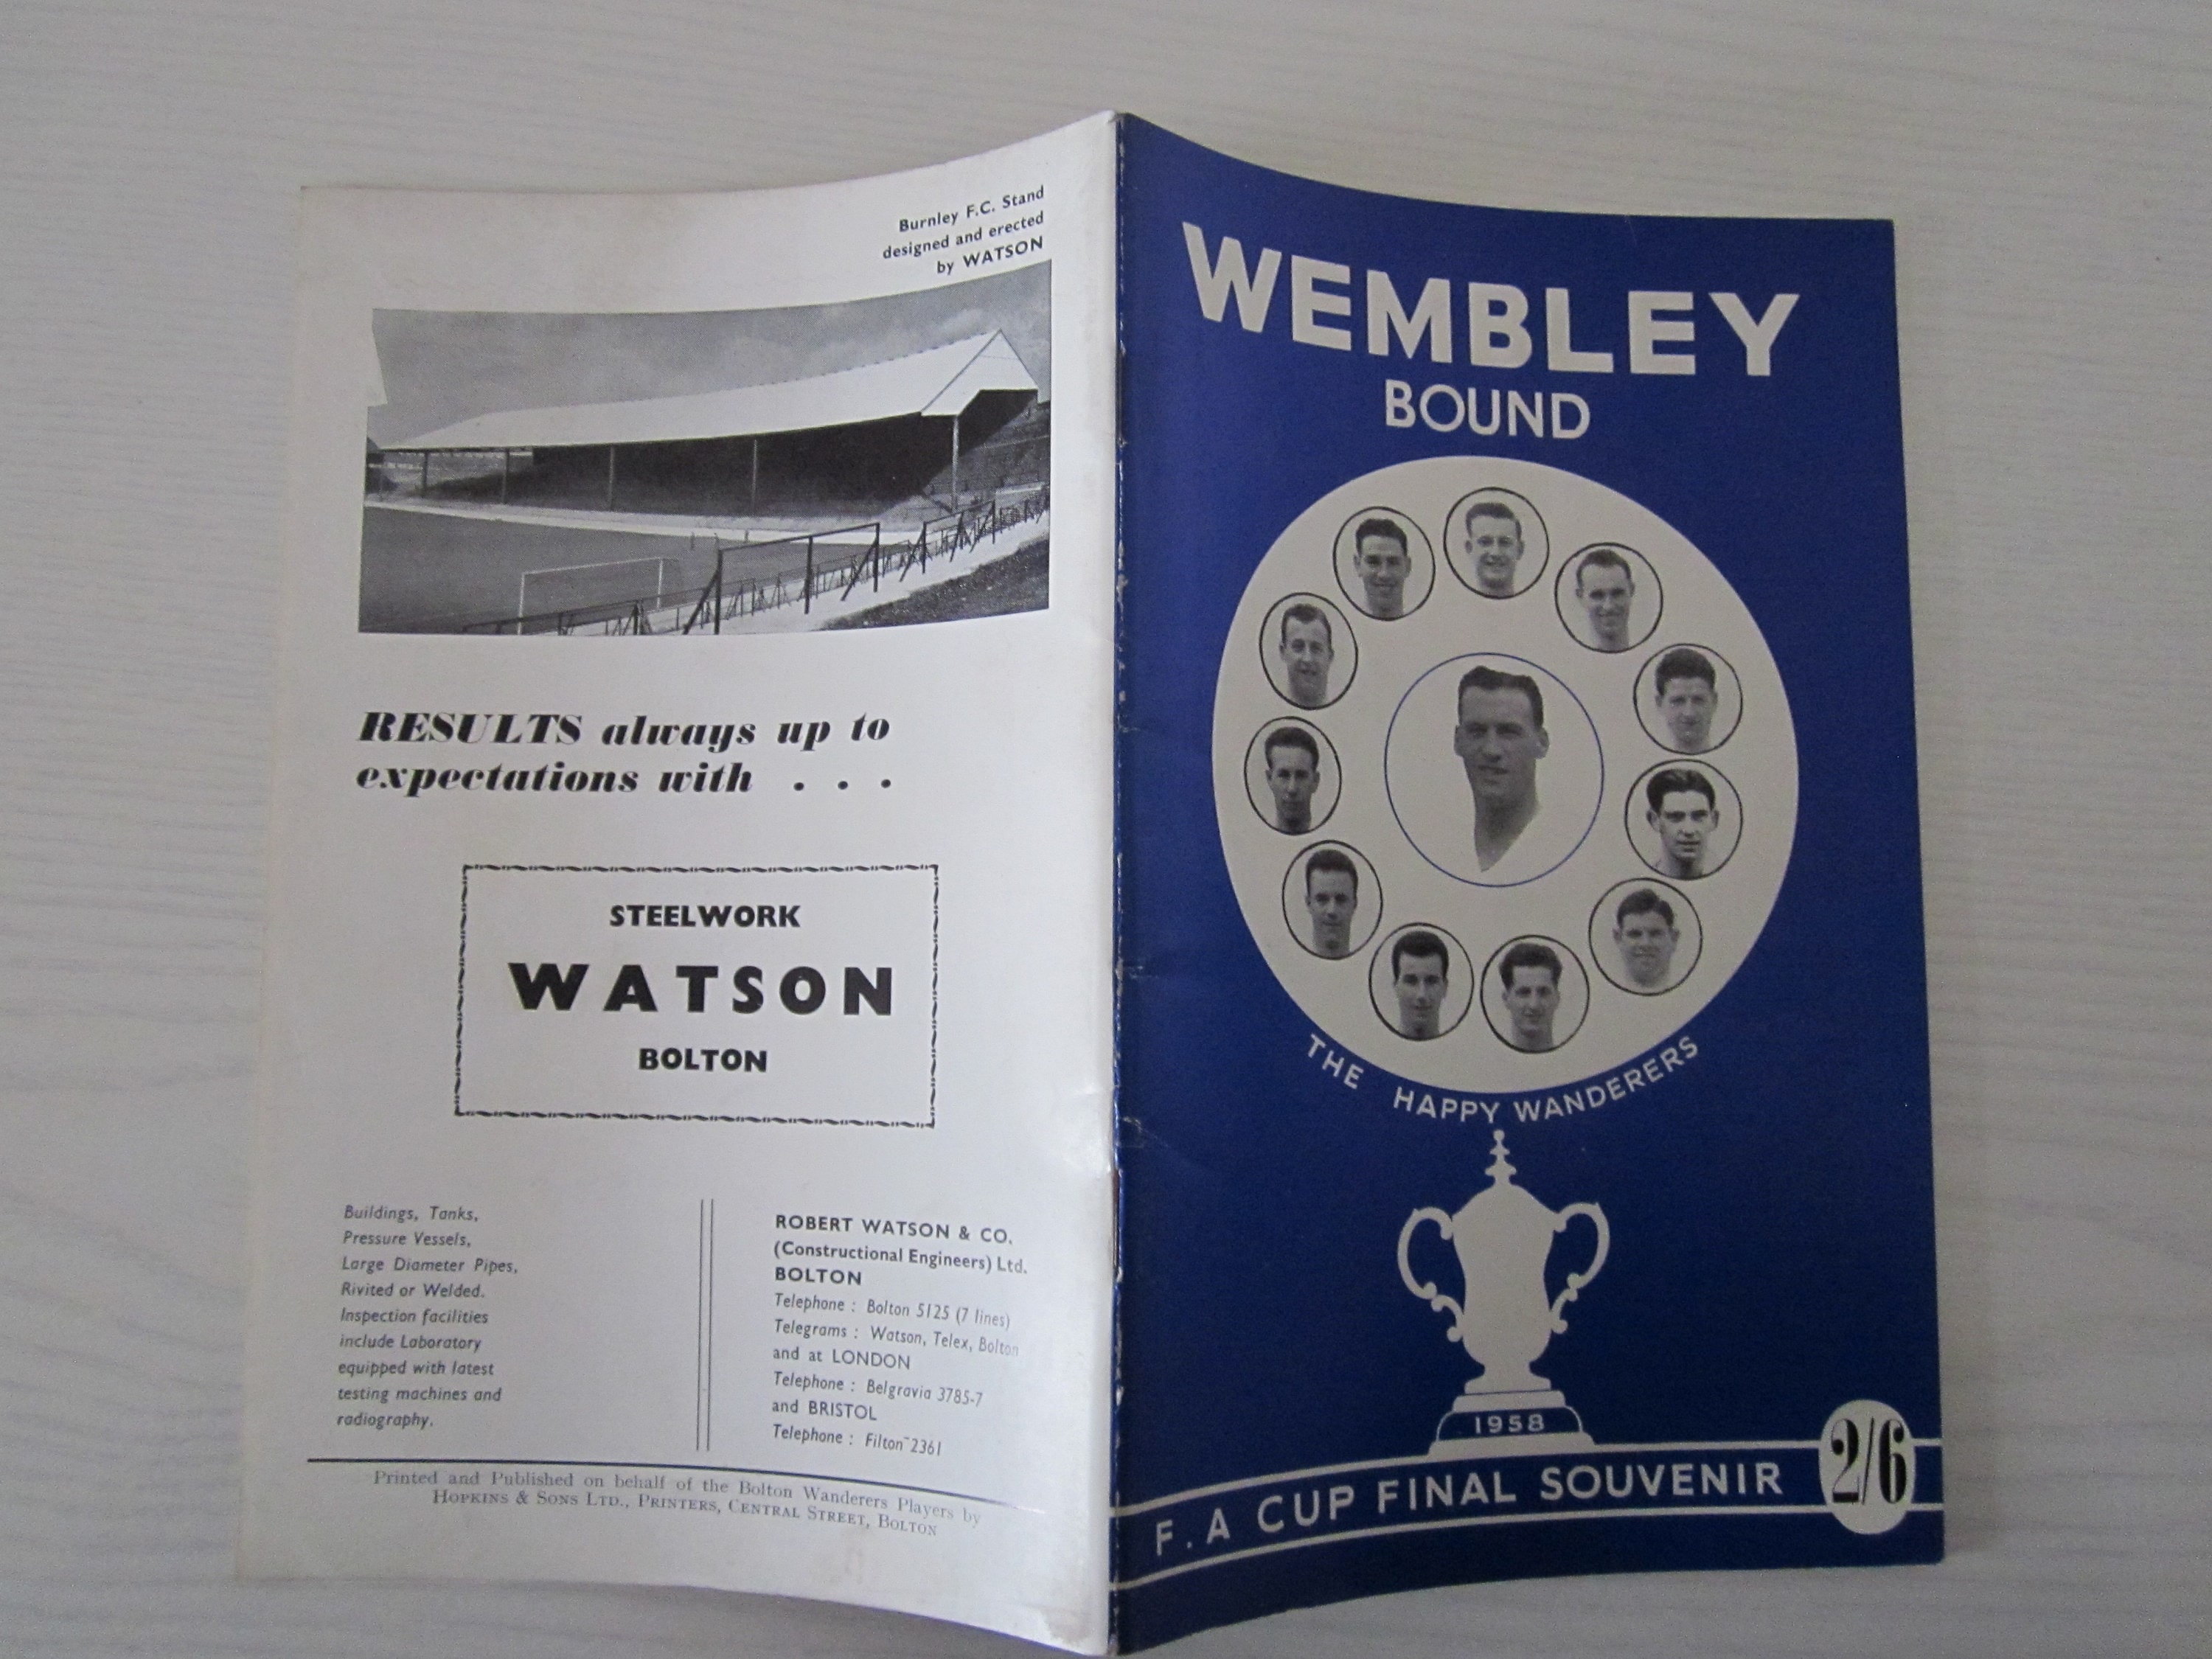 Burnley F.C. Stand
designed and erected
by WATSON
RESULTS always up to
expectations with . . .
STEELWORK
WATSON
BOLTON
Buildings, Tanks,
Pressure Vessels,
Large Diameter Pipes,
Rivited or Welded.
Inspection facilities
include Laboratory
equipped with latest
testing machines and
radiography.
ROBERT WATSON & CO.
(Constructional Engineers) Ltd.
BOLTON
Telephone : Bolton 5125 (7 lines)
Telegrams : Watson, Telex, Bolton
and at LONDON
Telephone : Belgravia 3785-7
and BRISTOL
Telephone : Filton 2361
Printed and Published on behalf of the Bolton Wanderers Players by
HOPKINS & SONS LTD., PRINTERS, CENTRAL STREET, BOLTON
WEMBLEY
BOUND
THE HAPPY WANDERERS
1958
F.A CUP FINAL SOUVENIR
2/6